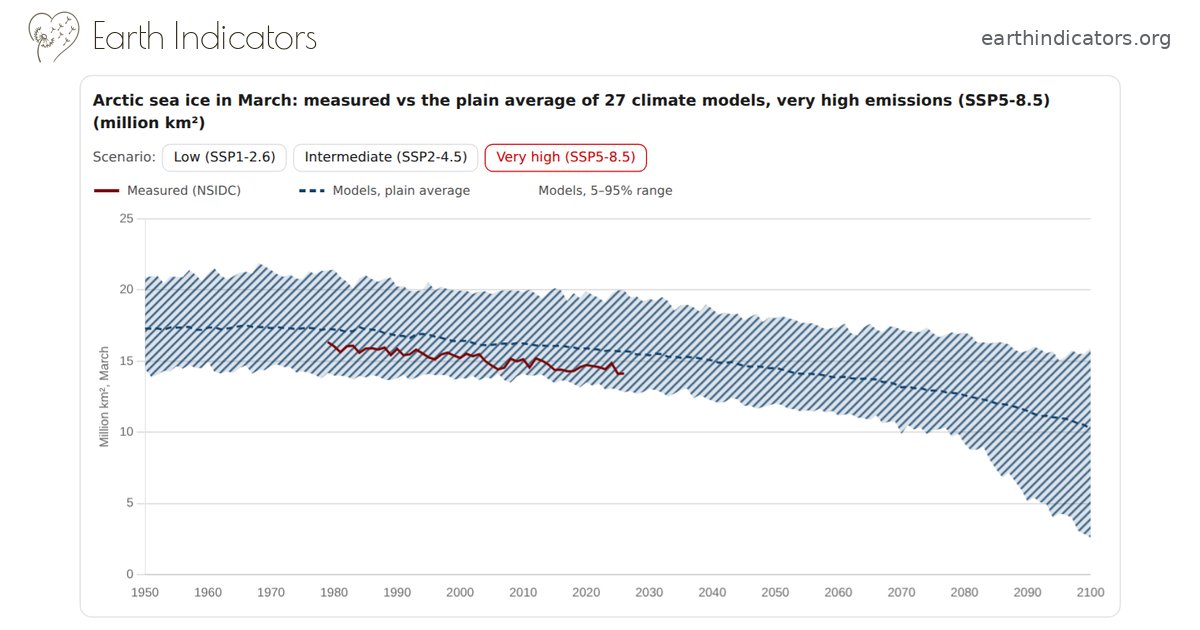 Earth Indicators
earthindicators.org
Arctic sea ice in March: measured vs the plain average of 27 climate models, very high emissions (SSP5-8.5)
(million km²)
Scenario: Low (SSP1-2.6) Intermediate (SSP2-4.5) Very high (SSP5-8.5)
Measured (NSIDC) Models, plain average Models, 5–95% range
25
20
15
10
5
0
Million km², March
1950 1960 1970 1980 1990 2000 2010 2020 2030 2040 2050 2060 2070 2080 2090 2100